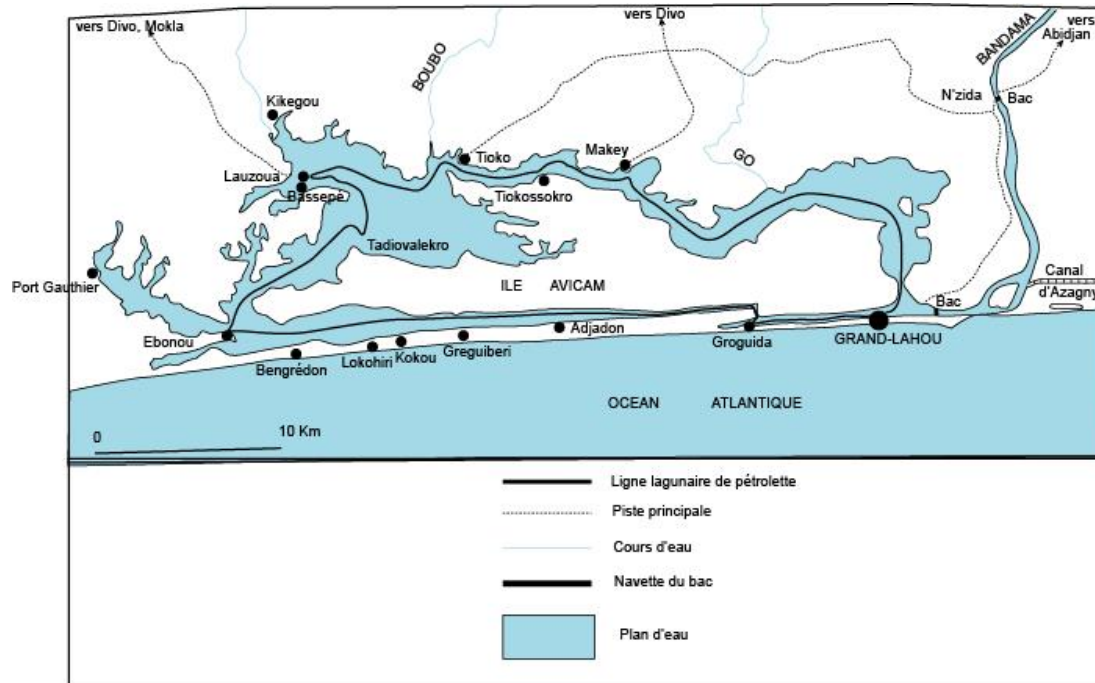 vers Divo, Mokla
vers Divo
vers
Abidjan
BANDAMA
BOUBO
N'zida
Bac
Kikegou
Tioko
Makey
GO
Lauzoua
Bassepe
Tiokossokro
Tadiovalekro
Port Gauthier
ILE AVICAM
Canal
d'Azagny
Bac
Ebonou
Adjadon
Groguida
GRAND-LAHOU
Bengrédon
Lokohiri
Kokou
Greguiberi
OCEAN ATLANTIQUE
0
10 Km
Ligne lagunaire de pétrolette
Piste principale
Cours d'eau
Navette du bac
Plan d'eau